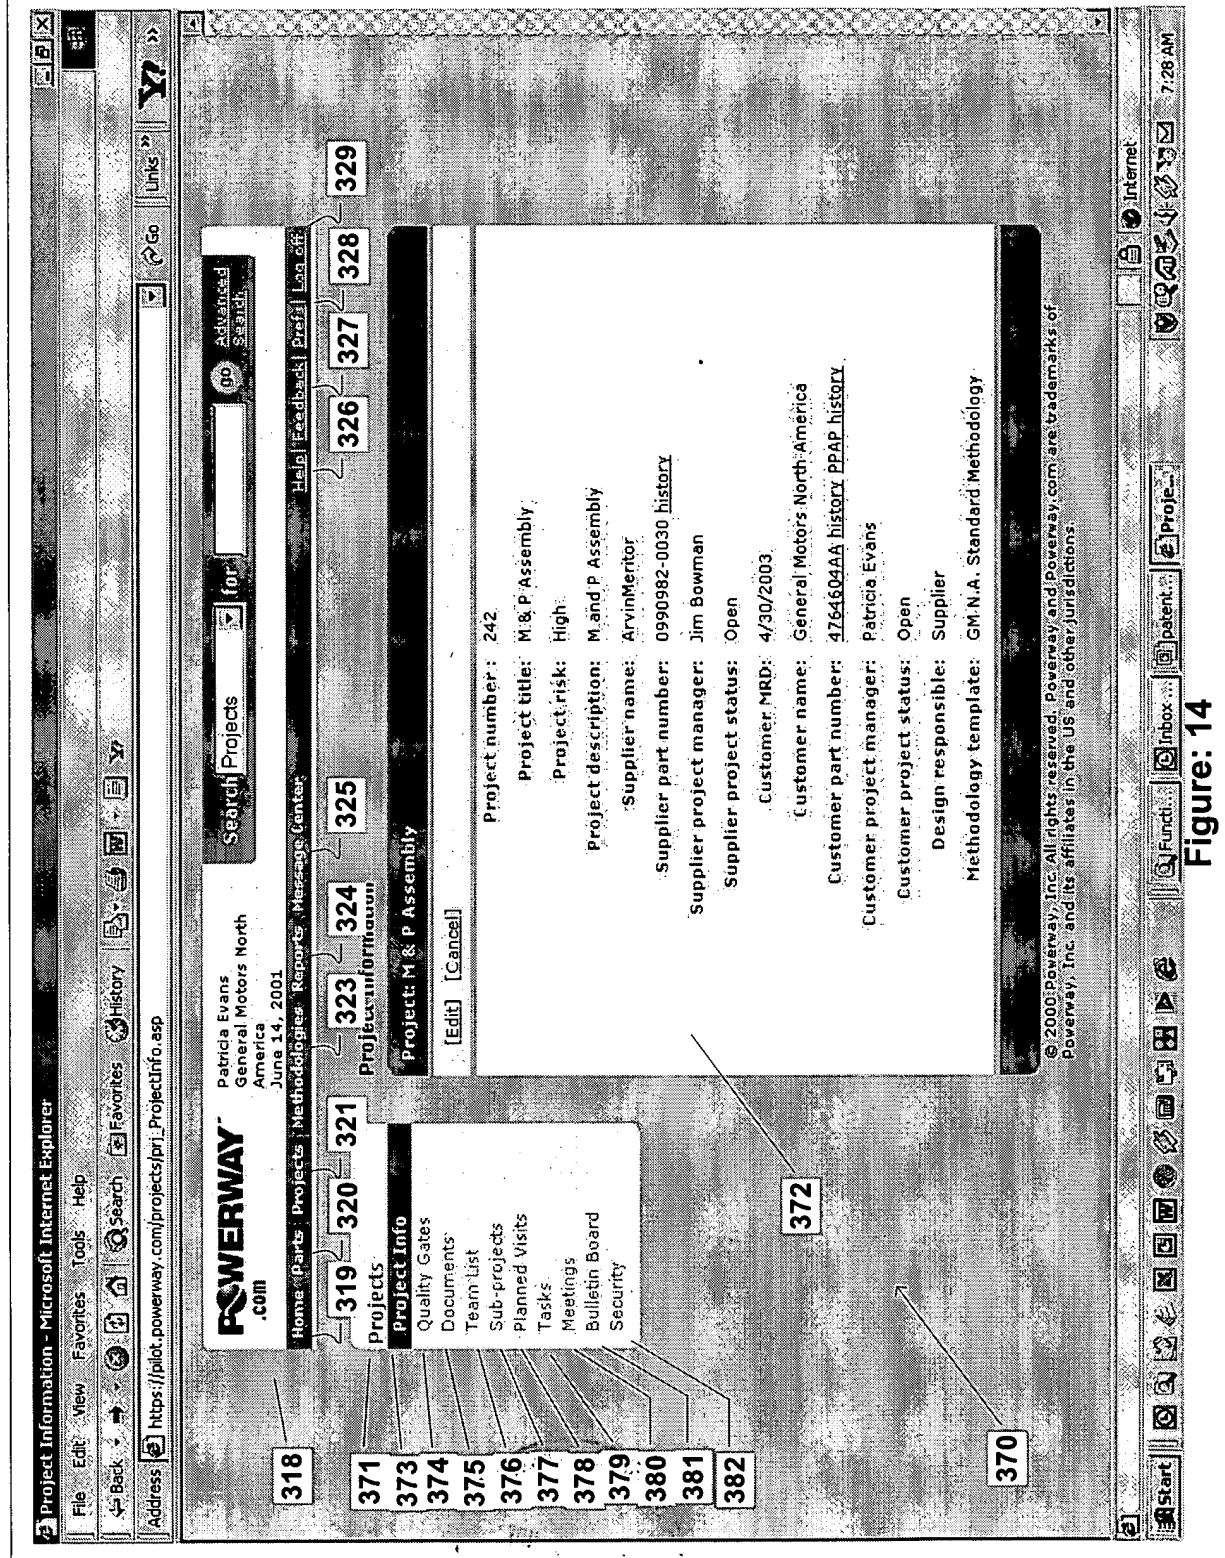 Project Information - Microsoft Internet Explorer
File Edit View Favorites Tools Help
Back Search Favorites History
Address https://pilot.powerway.com/projects/prj_ProjectInfo.asp Go Links »
POWERWAY
.com
Patricia Evans
General Motors North
America
June 14, 2001
Search Projects for go Advanced
Search
Home Parts Projects Methodologies Reports Message Center Help Feedback Prefs Log off
318
319
320
321
323
324
325
326
327
328
329
Projects
Project Info
Quality Gates
Documents
Team List
Sub-projects
Planned Visits
Tasks
Meetings
Bulletin Board
Security
371
373
374
375
376
377
378
379
380
381
382
Project Information
Project: M & P Assembly
[Edit] [Cancel]
Project number : 242
Project title: M & P Assembly
Project risk: High
Project description: M and P Assembly
Supplier name: ArvinMeritor
Supplier part number: 0990982-0030 history
Supplier project manager: Jim Bowman
Supplier project status: Open
Customer MRD: 4/30/2003
Customer name: General Motors North America
Customer part number: 4764604AA history PPAP history
Customer project manager: Patricia Evans
Customer project status: Open
Design responsible: Supplier
Methodology template: GM N.A. Standard Methodology
372
370
© 2000 Powerway, Inc. All rights reserved. Powerway and Powerway.com are trademarks of
Powerway, Inc. and its affiliates in the US and other jurisdictions.
Internet
Start Functi... Inbox ... patent... Proje... 7:28 AM
Figure: 14